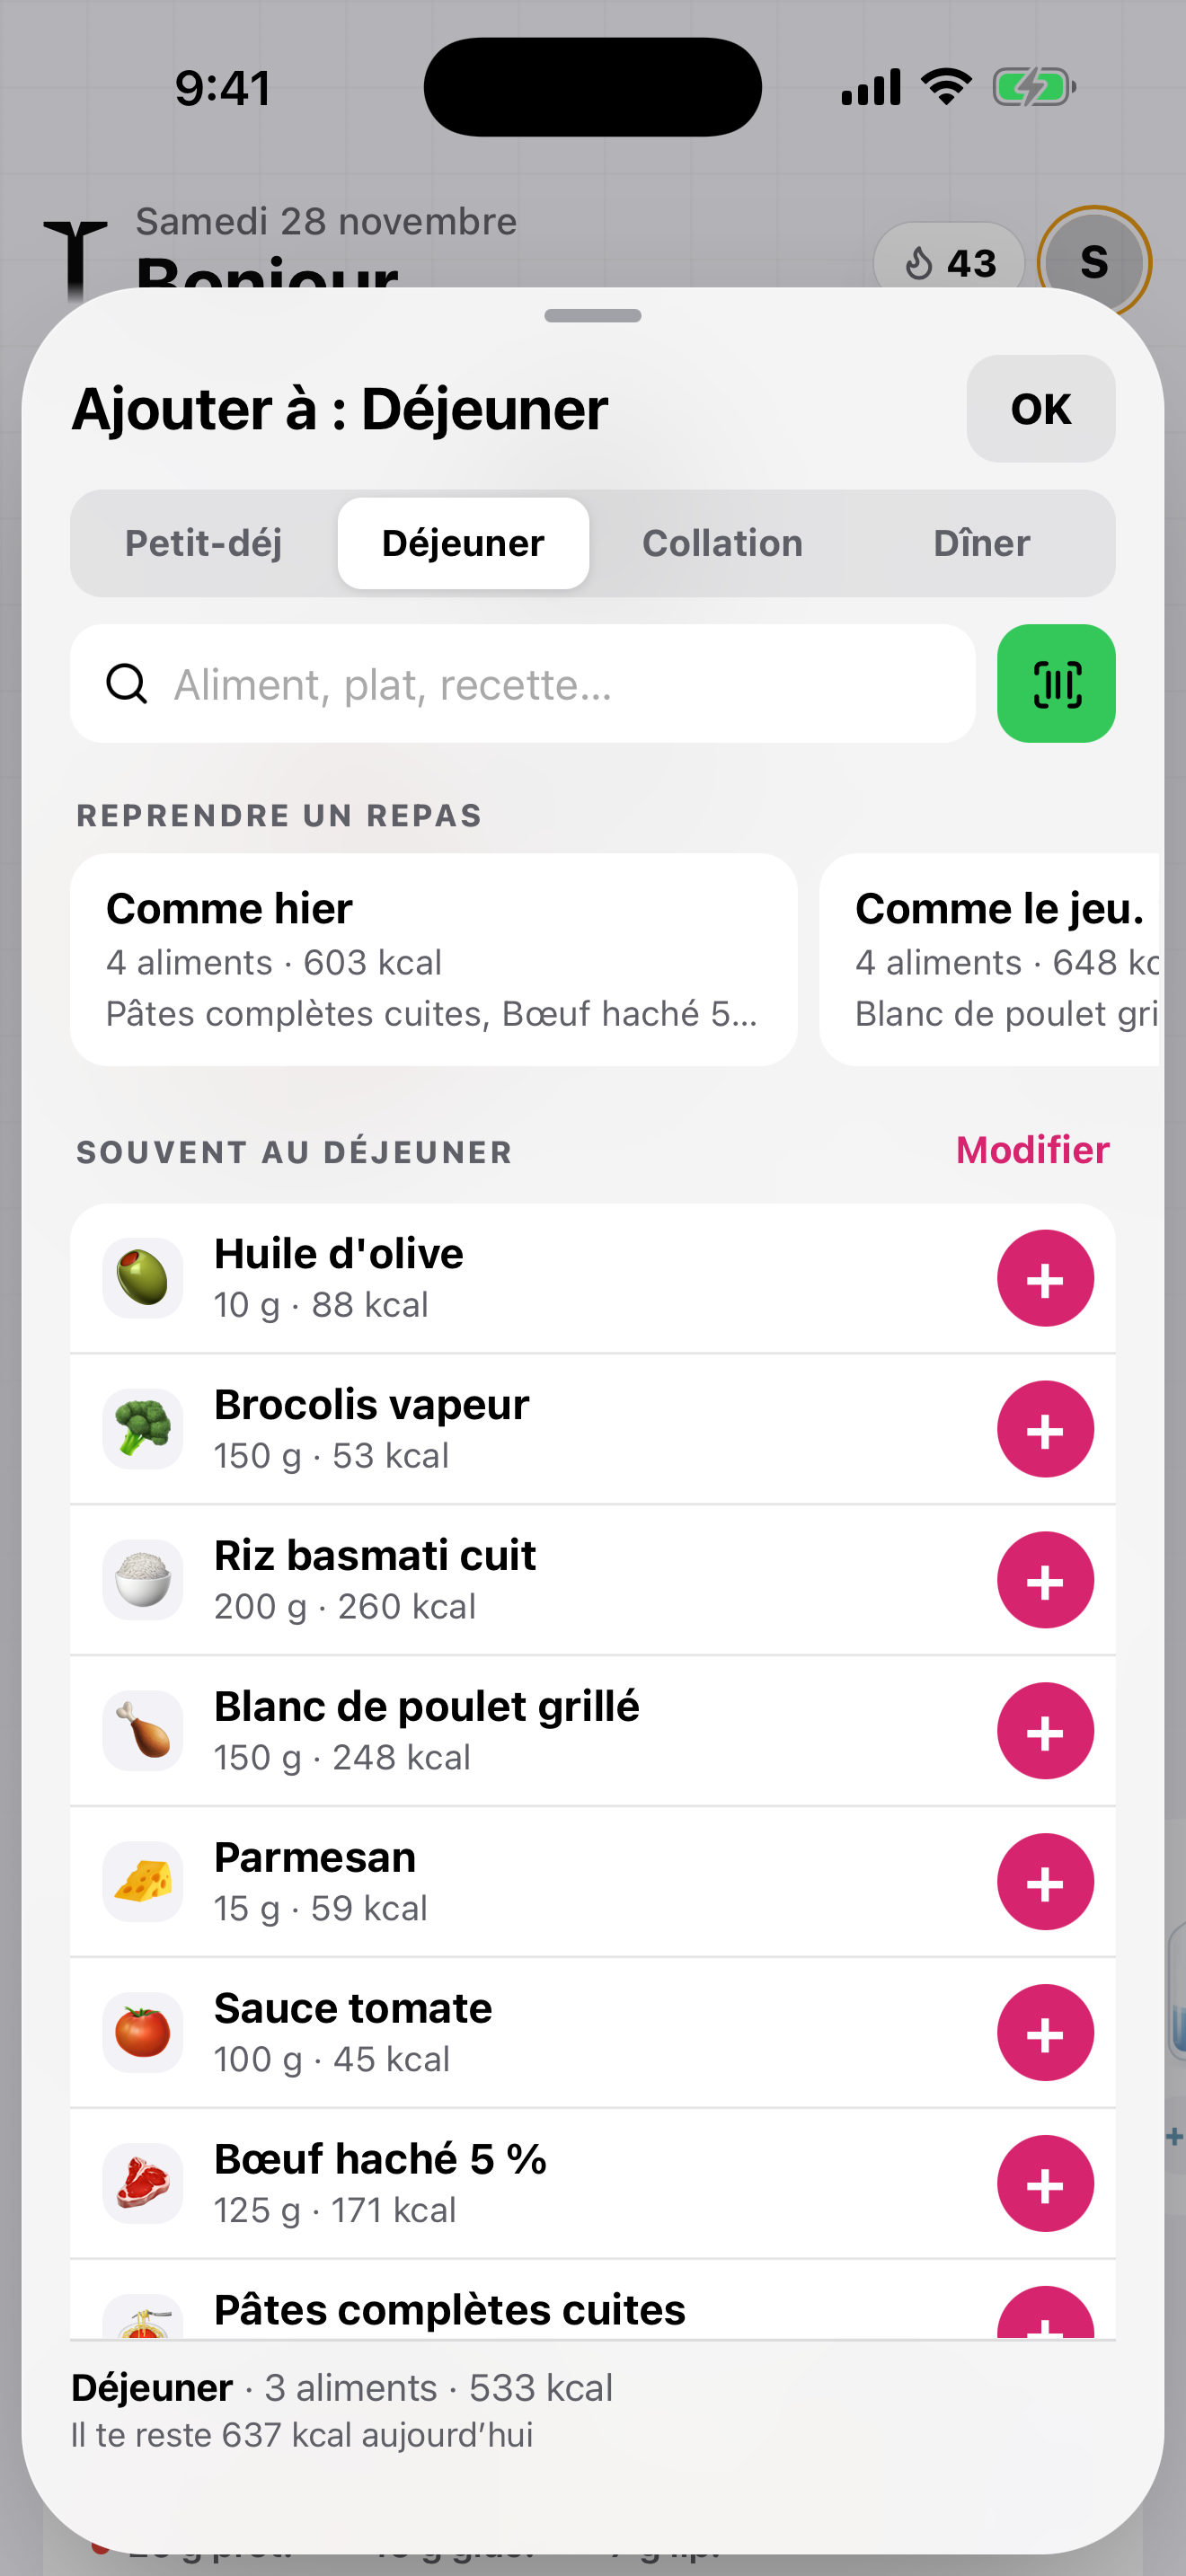 9:41
Samedi 28 novembre
Bonjour
43
S
Ajouter à : Déjeuner
OK
Petit-déj
Déjeuner
Collation
Dîner
Aliment, plat, recette...
REPRENDRE UN REPAS
Comme hier
4 aliments · 603 kcal
Pâtes complètes cuites, Bœuf haché 5...
Comme le jeu.
4 aliments · 648 kc
Blanc de poulet gri
SOUVENT AU DÉJEUNER
Modifier
Huile d'olive
10 g · 88 kcal
Brocolis vapeur
150 g · 53 kcal
Riz basmati cuit
200 g · 260 kcal
Blanc de poulet grillé
150 g · 248 kcal
Parmesan
15 g · 59 kcal
Sauce tomate
100 g · 45 kcal
Bœuf haché 5 %
125 g · 171 kcal
Pâtes complètes cuites
Déjeuner · 3 aliments · 533 kcal
Il te reste 637 kcal aujourd’hui